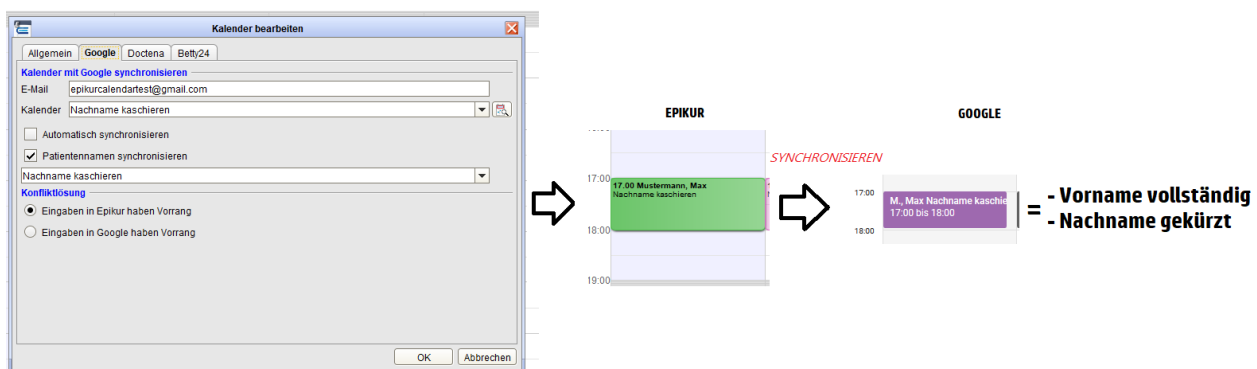 Kalender bearbeiten
Allgemein Google Doctena Betty24
Kalender mit Google synchronisieren
E-Mail epikurcalendartest@gmail.com
Kalender Nachname kaschieren
Automatisch synchronisieren
Patientennamen synchronisieren
Nachname kaschieren
Konfliktlösung
Eingaben in Epikur haben Vorrang
Eingaben in Google haben Vorrang
OK Abbrechen
EPIKUR
17:00
17.00 Mustermann, Max
Nachname kaschieren
18:00
19:00
SYNCHRONISIEREN
GOOGLE
17:00
M., Max Nachname kaschie
17:00 bis 18:00
18:00
=
- Vorname vollständig
- Nachname gekürzt